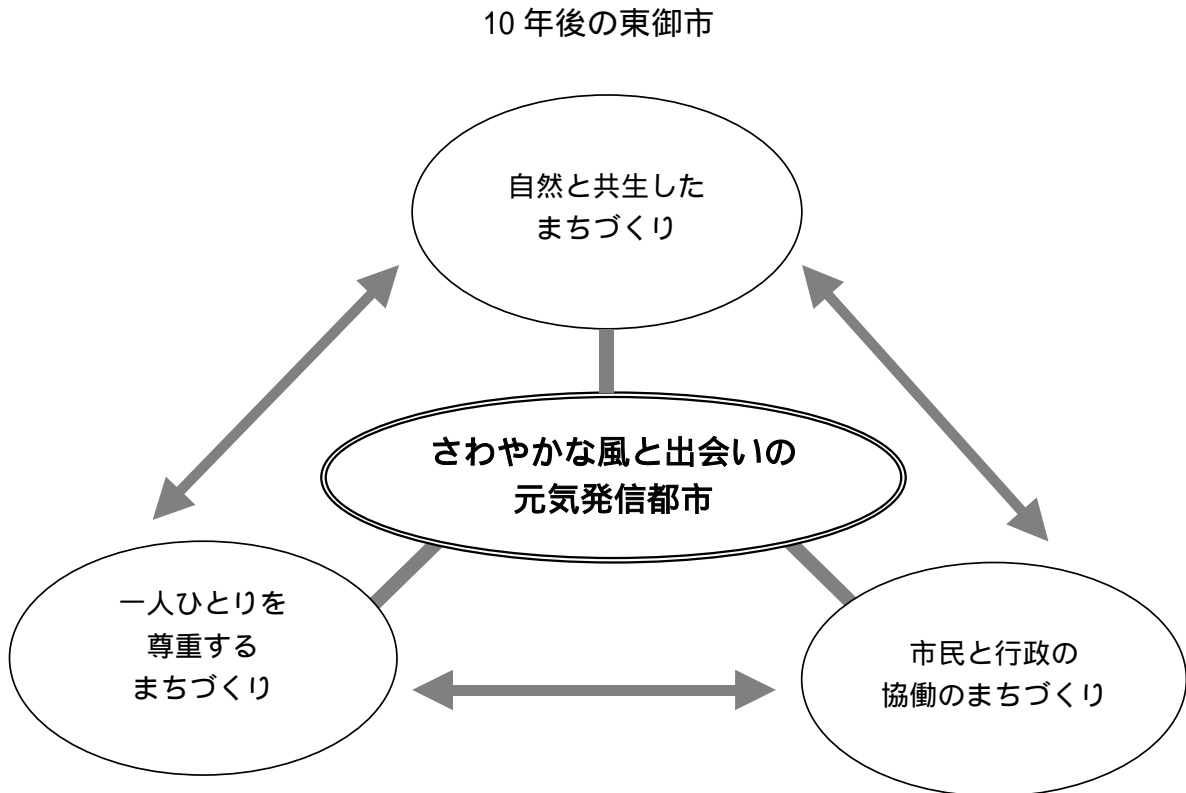 10年後の東御市
自然と共生した
まちづくり
さわやかな風と出会いの
元気発信都市
一人ひとりを
尊重する
まちづくり
市民と行政の
協働のまちづくり